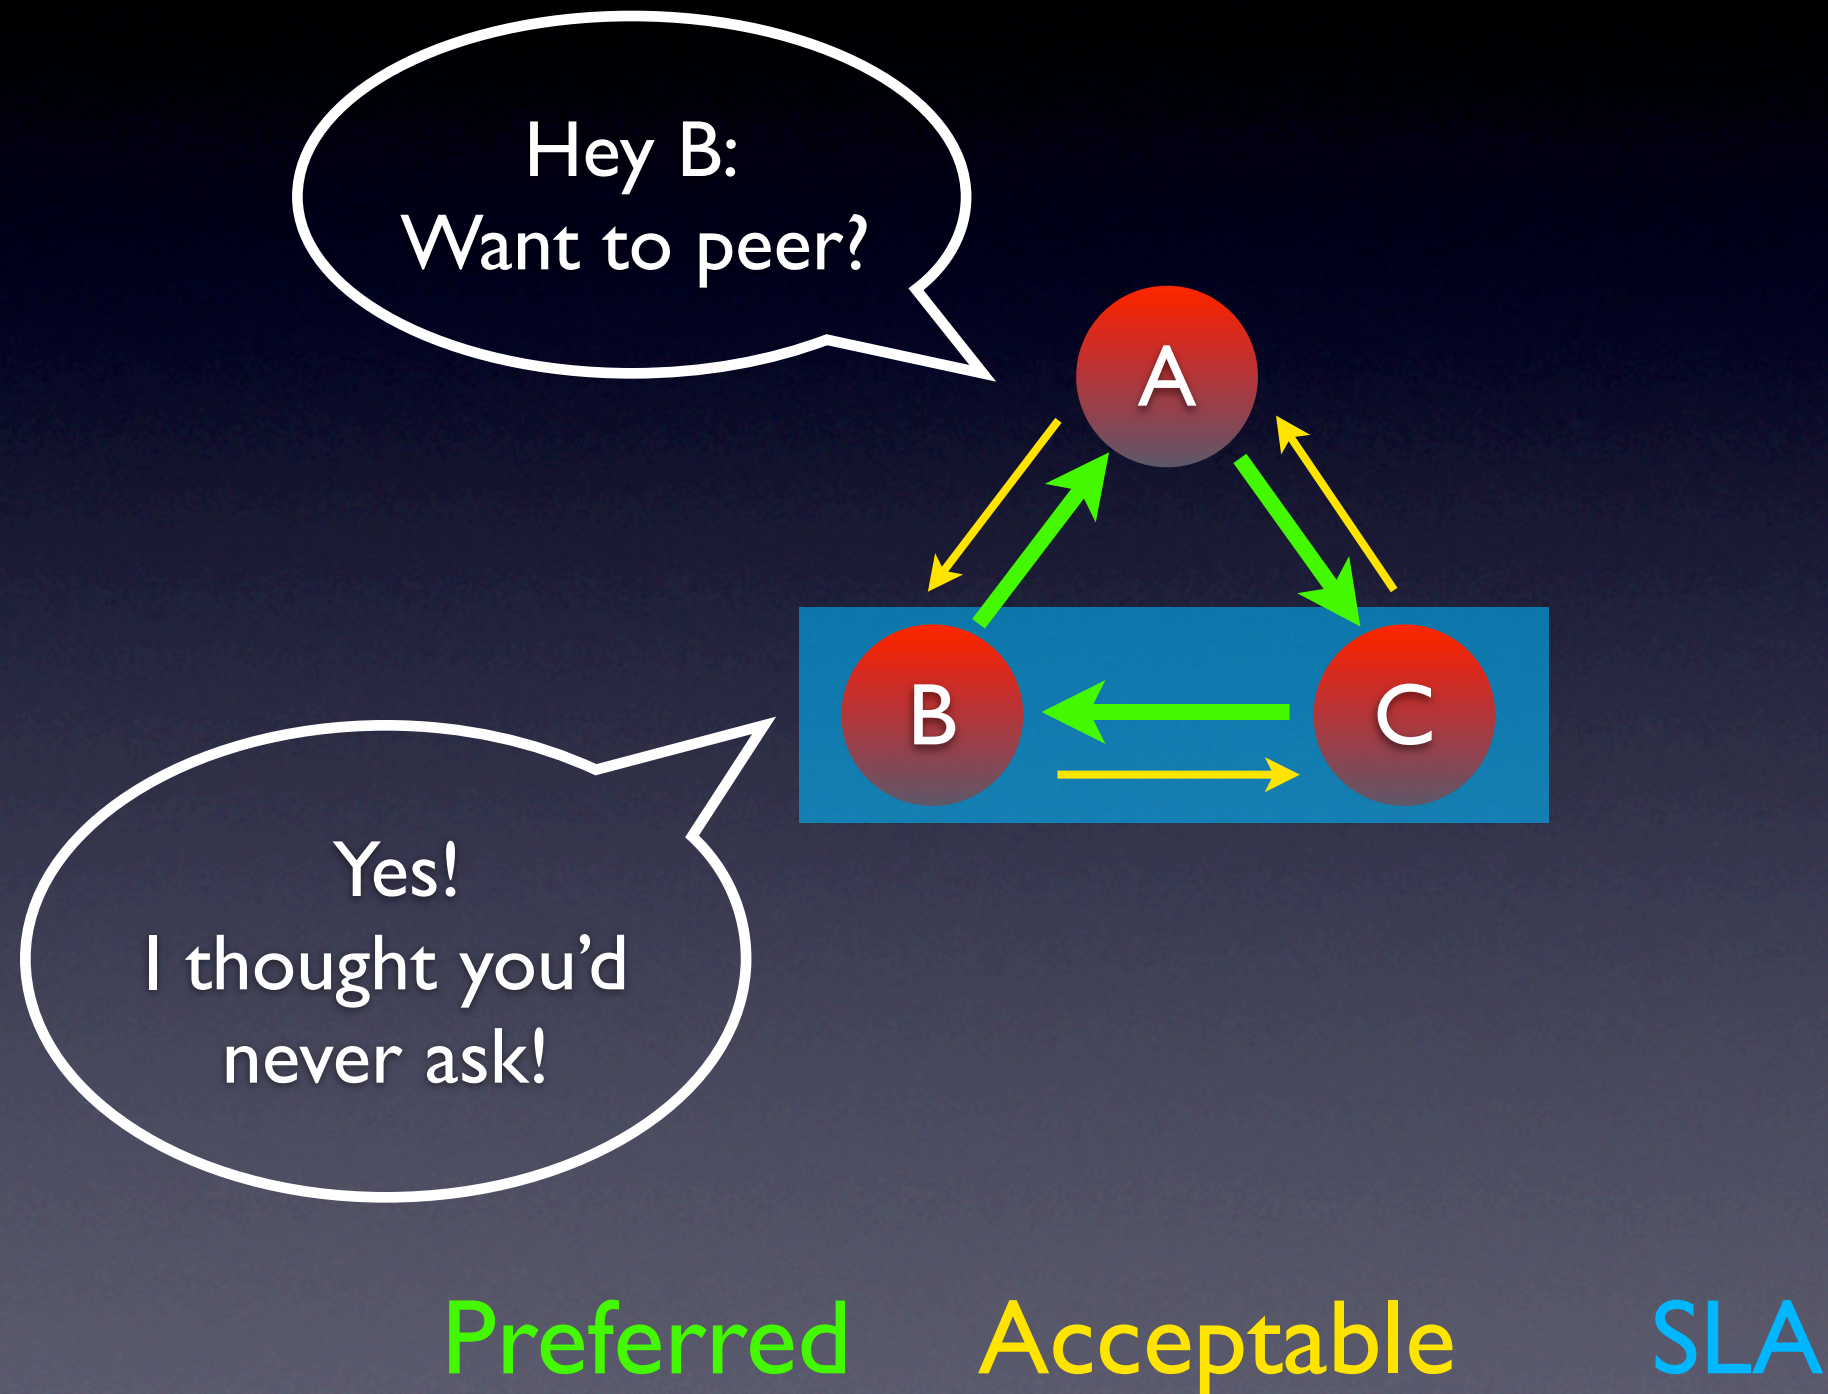 Hey B:
Want to peer?
A
B
C
Yes!
I thought you’d
never ask!
Preferred
Acceptable
SLA